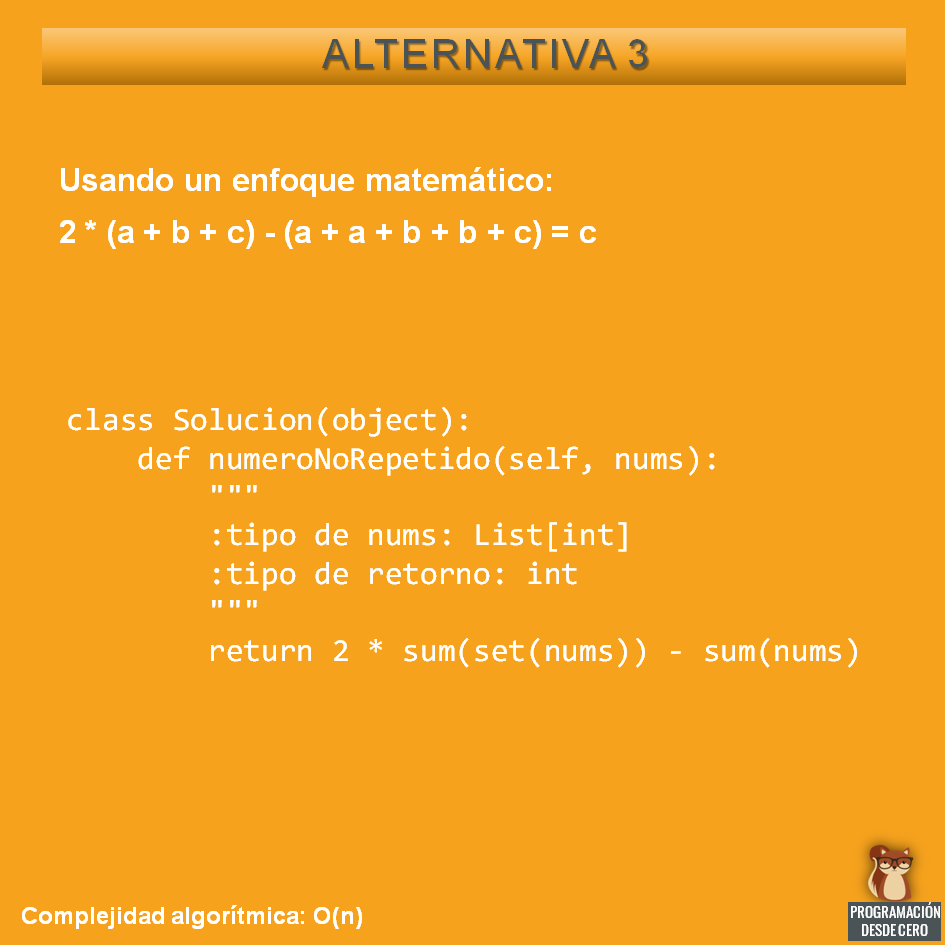 ALTERNATIVA 3
Usando un enfoque matemático:
2 * (a + b + c) - (a + a + b + b + c) = c
class Solucion(object):
    def numeroNoRepetido(self, nums):
        """
        :tipo de nums: List[int]
        :tipo de retorno: int
        """
        return 2 * sum(set(nums)) - sum(nums)
Complejidad algorítmica: O(n)
PROGRAMACIÓN
DESDE CERO